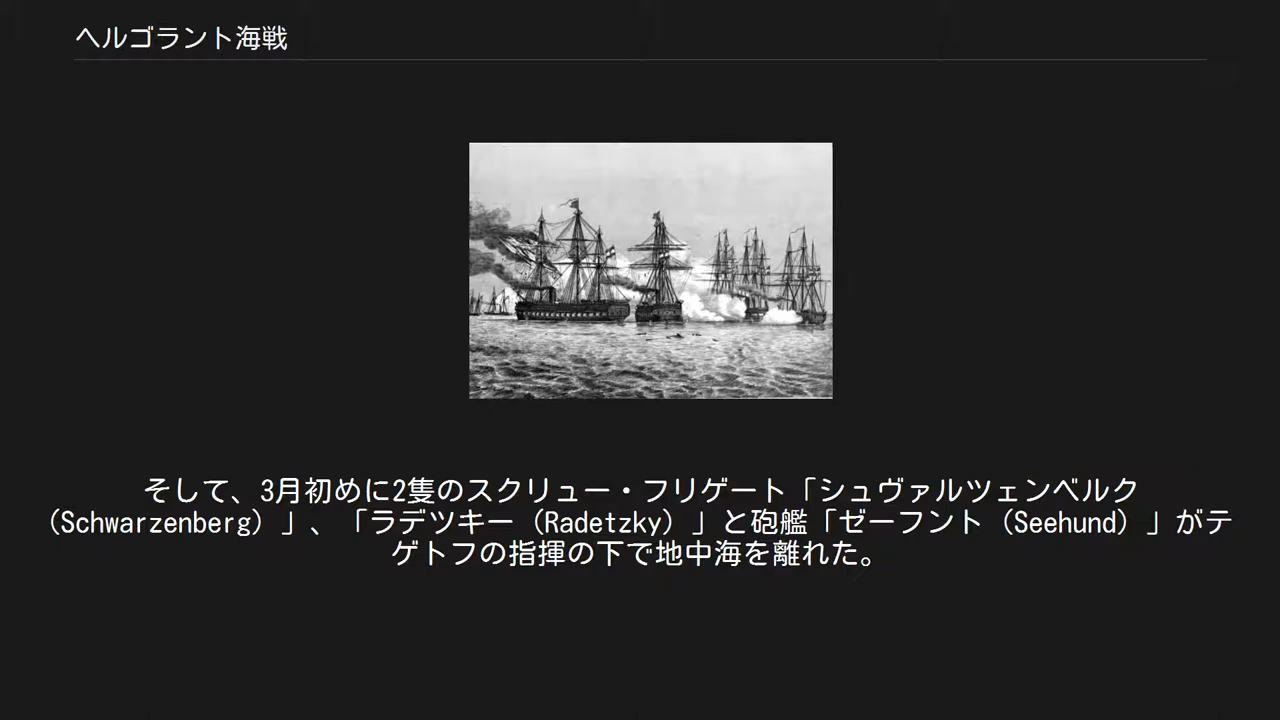 ヘルゴラント海戦
そして、3月初めに2隻のスクリュー・フリゲート「シュヴァルツェンベルク
（Schwarzenberg）」、「ラデツキー（Radetzky）」と砲艦「ゼーフント（Seehund）」がテ
ゲトフの指揮の下で地中海を離れた。